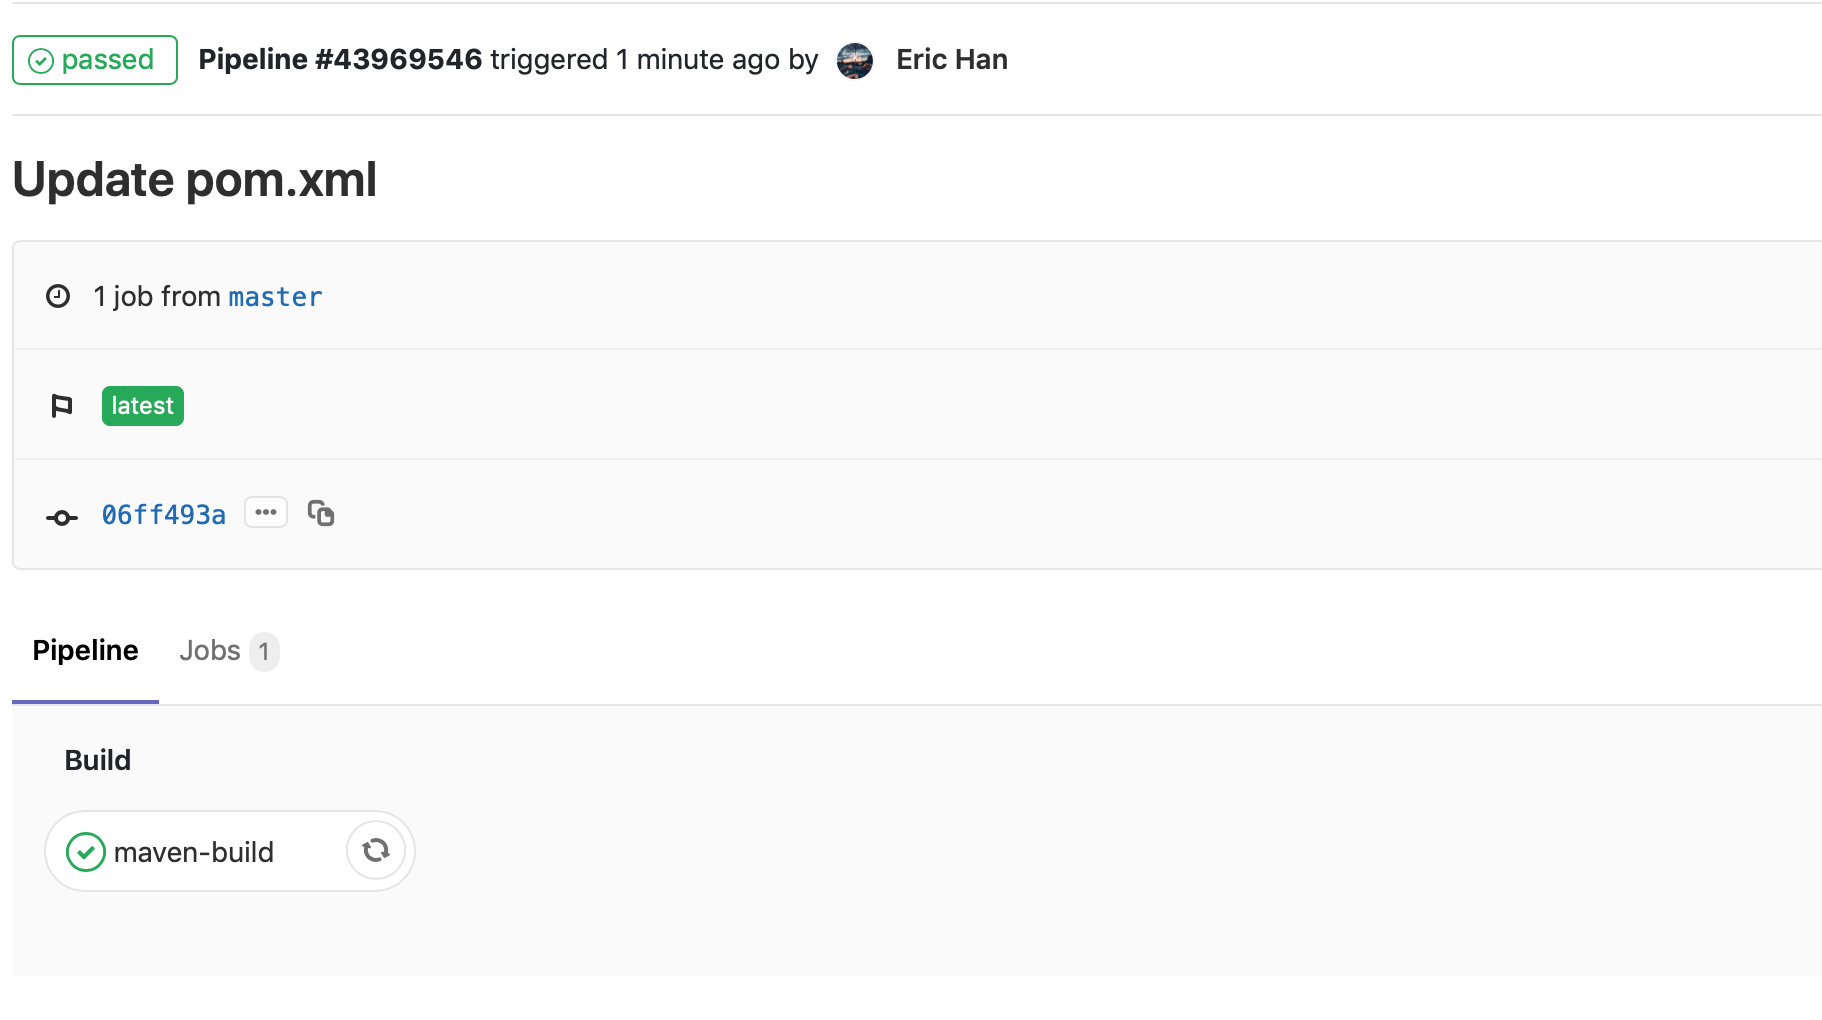 passed Pipeline #43969546 triggered 1 minute ago by Eric Han
Update pom.xml
1 job from master
latest
06ff493a
Pipeline Jobs 1
Build
maven-build